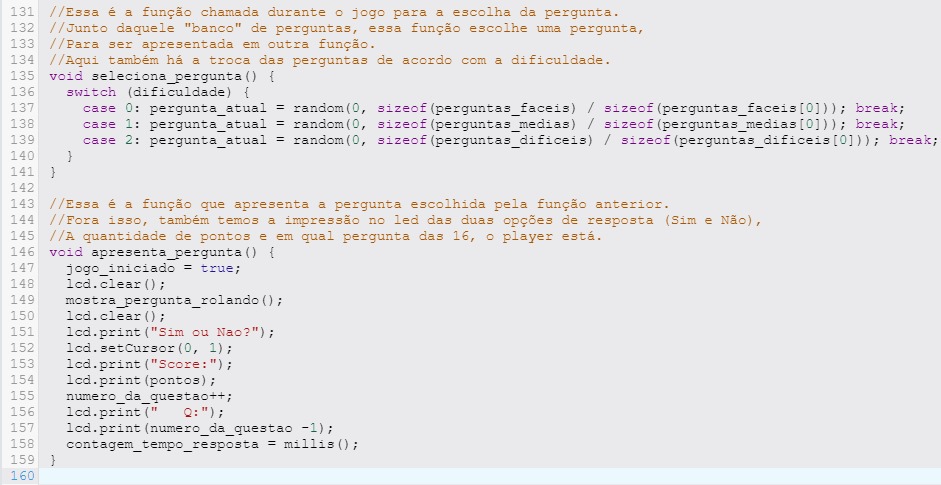 131 //Essa é a função chamada durante o jogo para a escolha da pergunta.
132 //Junto daquele "banco" de perguntas, essa função escolhe uma pergunta,
133 //Para ser apresentada em outra função.
134 //Aqui também há a troca das perguntas de acordo com a dificuldade.
135 void seleciona_pergunta() {
136   switch (dificuldade) {
137     case 0: pergunta_atual = random(0, sizeof(perguntas_faceis) / sizeof(perguntas_faceis[0])); break;
138     case 1: pergunta_atual = random(0, sizeof(perguntas_medias) / sizeof(perguntas_medias[0])); break;
139     case 2: pergunta_atual = random(0, sizeof(perguntas_dificeis) / sizeof(perguntas_dificeis[0])); break;
140   }
141 }
142
143 //Essa é a função que apresenta a pergunta escolhida pela função anterior.
144 //Fora isso, também temos a impressão no led das duas opções de resposta (Sim e Não),
145 //A quantidade de pontos e em qual pergunta das 16, o player está.
146 void apresenta_pergunta() {
147   jogo_iniciado = true;
148   lcd.clear();
149   mostra_pergunta_rolando();
150   lcd.clear();
151   lcd.print("Sim ou Nao?");
152   lcd.setCursor(0, 1);
153   lcd.print("Score:");
154   lcd.print(pontos);
155   numero_da_questao++;
156   lcd.print("   Q:");
157   lcd.print(numero_da_questao -1);
158   contagem_tempo_resposta = millis();
159 }
160